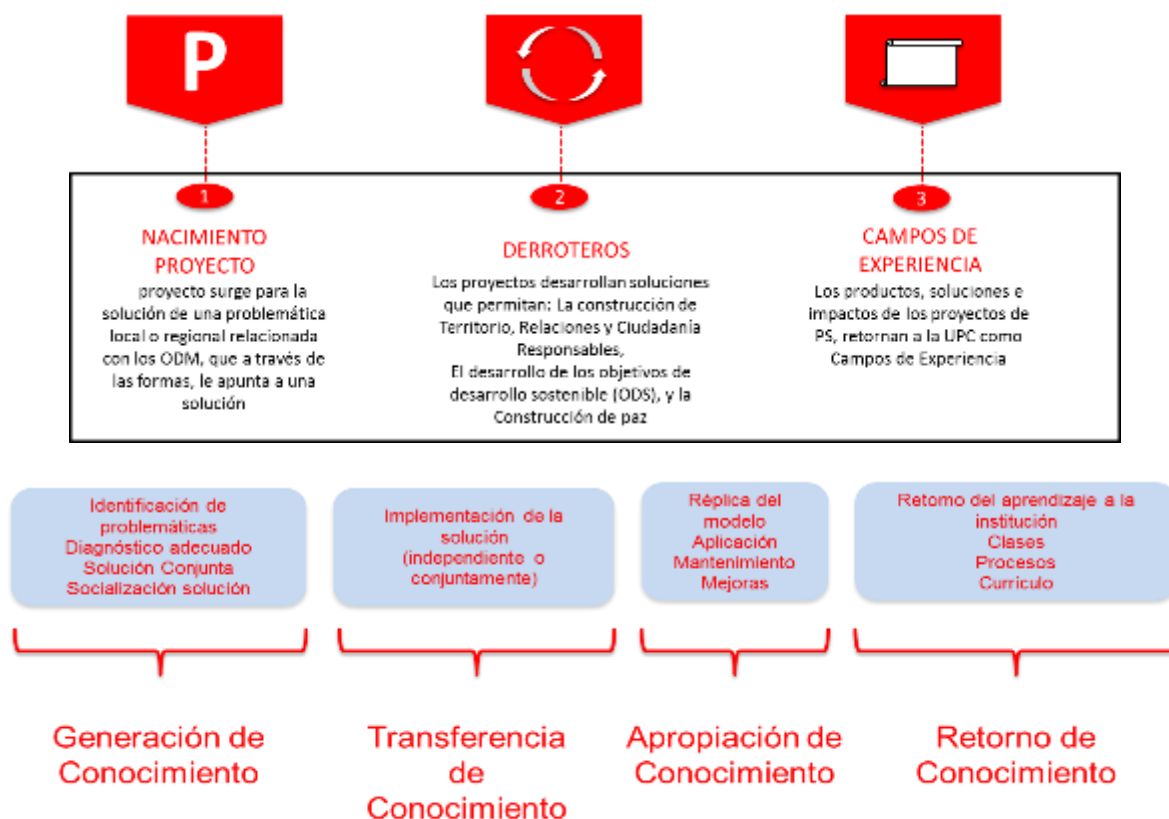 P
1
NACIMIENTO
PROYECTO
proyecto surge para la
solución de una problemática
local o regional relacionada
con los ODM, que a través de
las formas, le apunta a una
solución
2
DERROTEROS
Los proyectos desarrollan soluciones
que permitan: La construcción de
Territorio, Relaciones y Ciudadanía
Responsables,
El desarrollo de los objetivos de
desarrollo sostenible (ODS), y la
Construcción de paz
3
CAMPOS DE
EXPERIENCIA
Los productos, soluciones e
impactos de los proyectos de
PS, retornan a la UPC como
Campos de Experiencia
Identificación de
problemáticas
Diagnóstico adecuado
Solución Conjunta
Socialización solución
Implementación de la
solución
(independiente o
conjuntamente)
Réplica del
modelo
Aplicación
Mantenimiento
Mejoras
Retorno del aprendizaje a la
institución
Clases
Procesos
Currículo
Generación de
Conocimiento
Transferencia
de
Conocimiento
Apropiación de
Conocimiento
Retorno de
Conocimiento